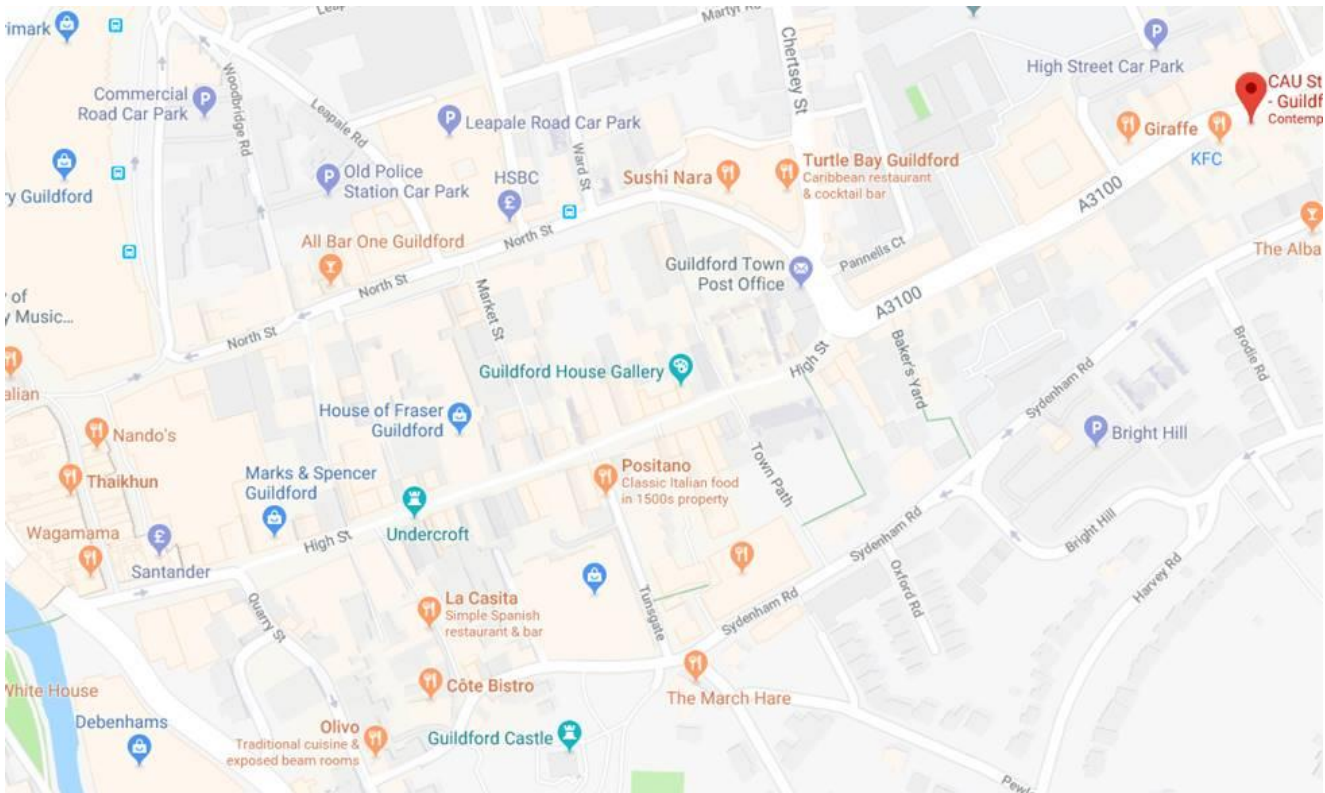 rimark
Leapa
Martyr Rd
Chertsey St
High Street Car Park
CAU St
- Guildf
Contemp
Commercial
Road Car Park
Woodbridge Rd
Leapale Rd
Leapale Road Car Park
Giraffe
KFC
Ward St
Old Police
Station Car Park
HSBC
Sushi Nara
Turtle Bay Guildford
Caribbean restaurant
& cocktail bar
y Guildford
A3100
All Bar One Guildford
North St
Pannells Ct
The Alba
Guildford Town
Post Office
North St
Market St
A3100
y of
y Music...
North St
Baker's Yard
Brodie Rd
High St
Guildford House Gallery
Sydenham Rd
alian
House of Fraser
Guildford
Nando's
Bright Hill
Thaikhun
Marks & Spencer
Guildford
Positano
Classic Italian food
in 1500s property
Town Path
Undercroft
High St
Wagamama
Santander
Sydenham Rd
Bright Hill
Oxford Rd
Harvey Rd
Quarry St
La Casita
Simple Spanish
restaurant & bar
Tunsgate
Sydenham Rd
White House
Côte Bistro
The March Hare
Debenhams
Olivo
Traditional cuisine &
exposed beam rooms
Guildford Castle
Pewl